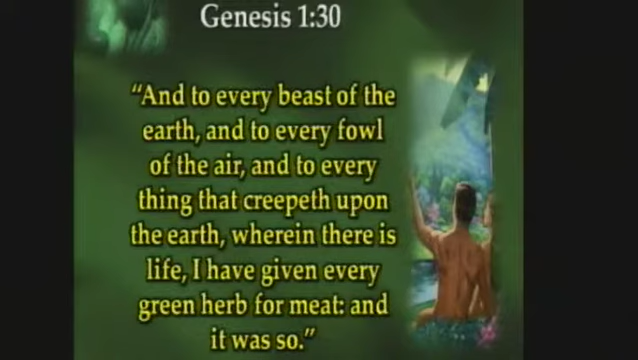 Genesis 1:30
“And to every beast of the
earth, and to every fowl
of the air, and to every
thing that creepeth upon
the earth, wherein there is
life, I have given every
green herb for meat: and
it was so.”